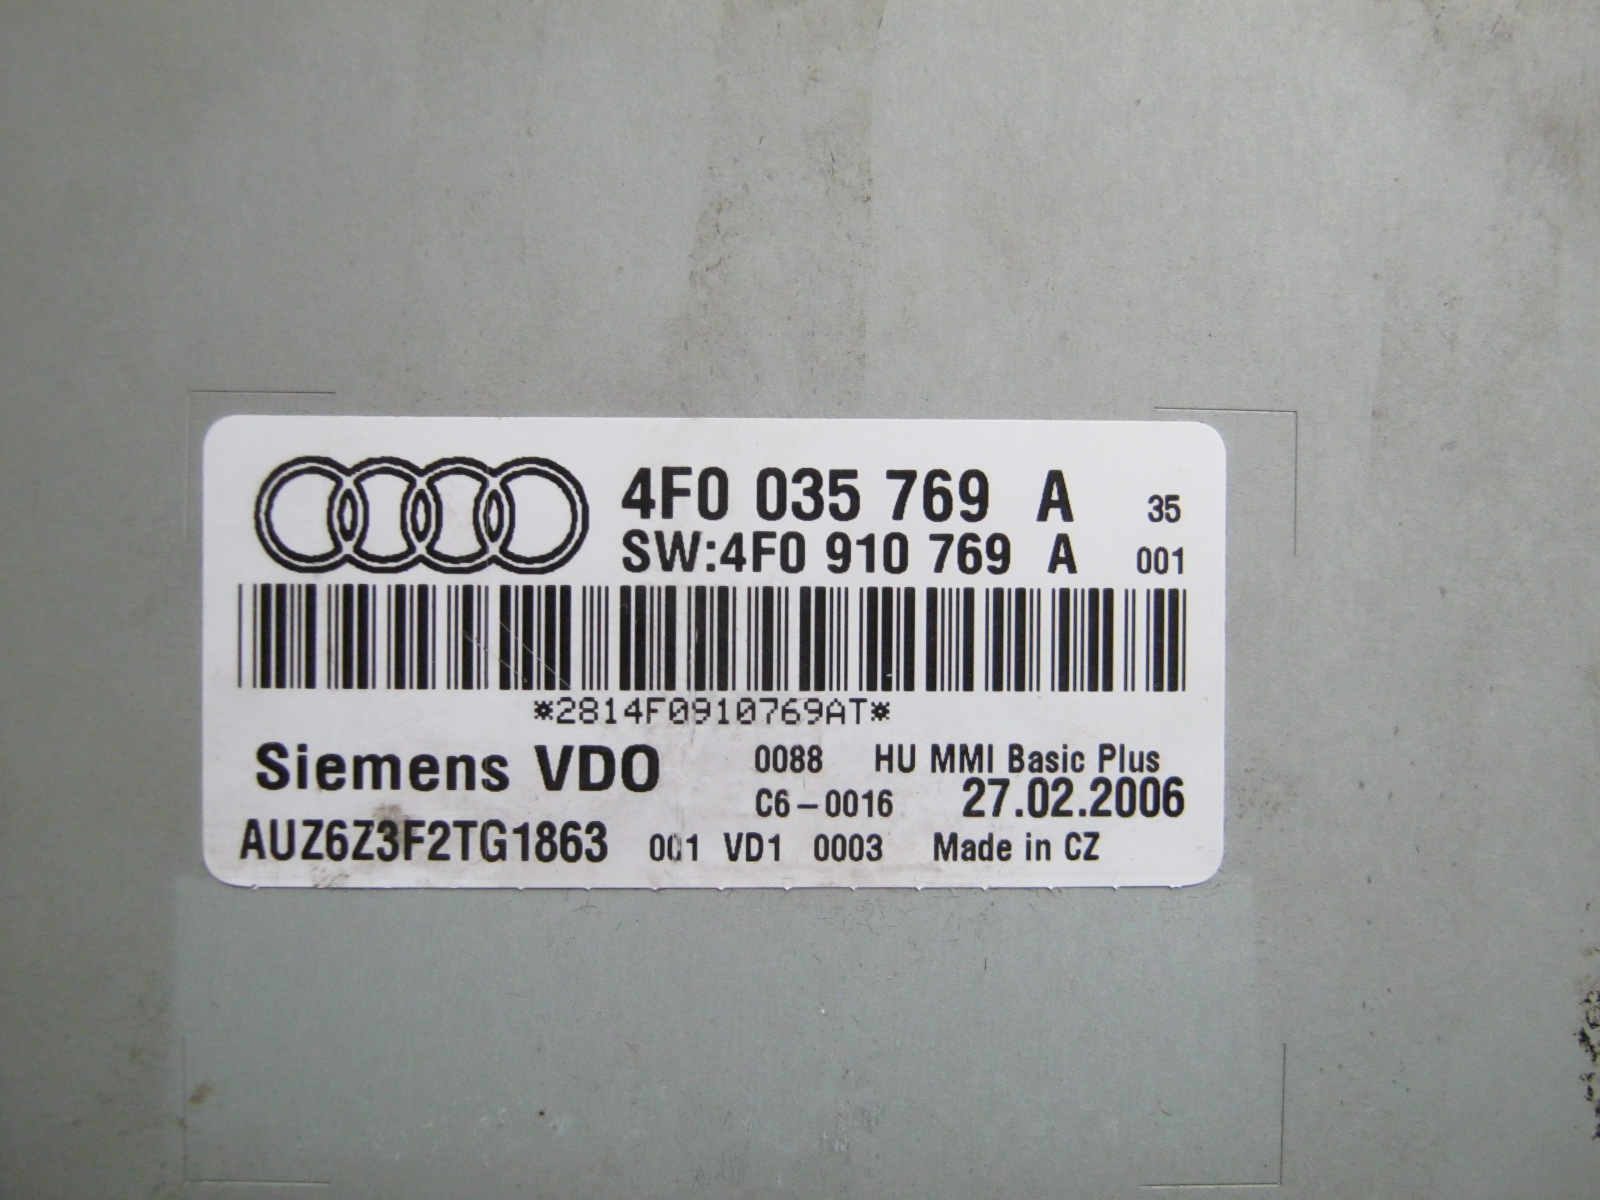 4F0 035 769 A 35
SW:4F0 910 769 A 001
*2814F0910769AT*
Siemens VDO 0088 HU MMI Basic Plus
C6-0016 27.02.2006
AUZ6Z3F2TG1863 001 VD1 0003 Made in CZ